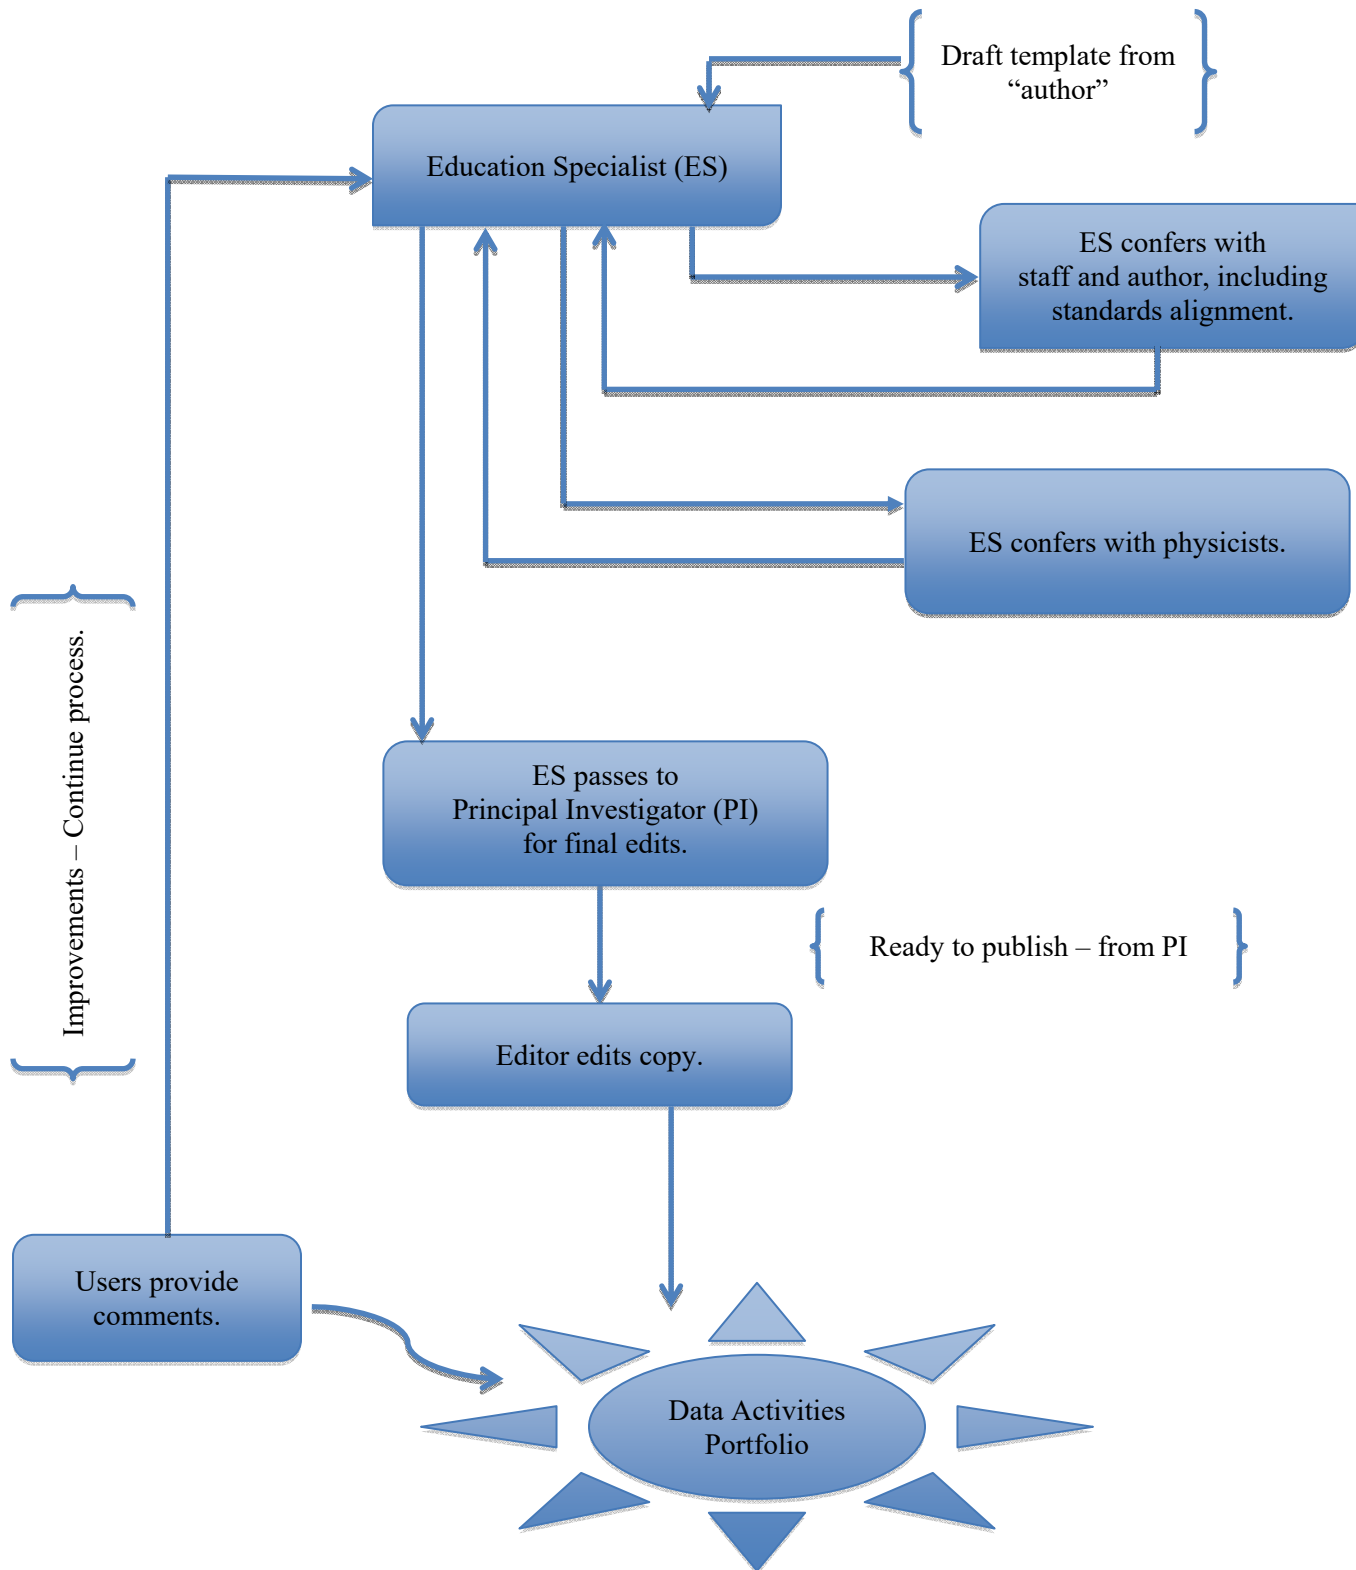 Draft template from
“author”
Education Specialist (ES)
ES confers with
staff and author, including
standards alignment.
ES confers with physicists.
Improvements – Continue process.
ES passes to
Principal Investigator (PI)
for final edits.
Ready to publish – from PI
Editor edits copy.
Users provide
comments.
Data Activities
Portfolio